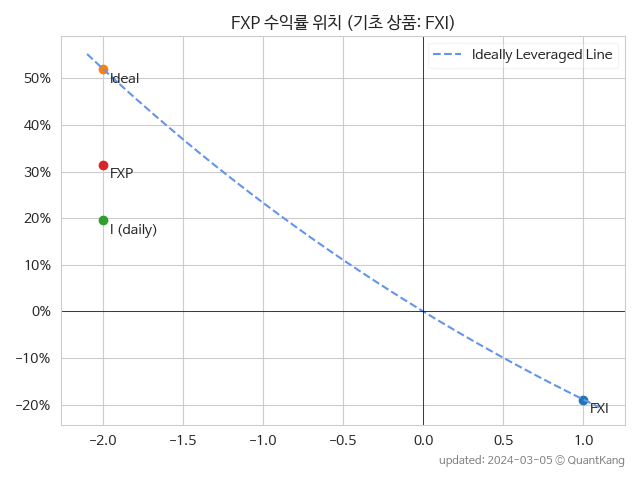 FXP 수익률 위치 (기초 상품: FXI)
Ideally Leveraged Line
50%
40%
30%
20%
10%
0%
-10%
-20%
Ideal
FXP
I (daily)
FXI
-2.0 -1.5 -1.0 -0.5 0.0 0.5 1.0
updated: 2024-03-05 © QuantKang